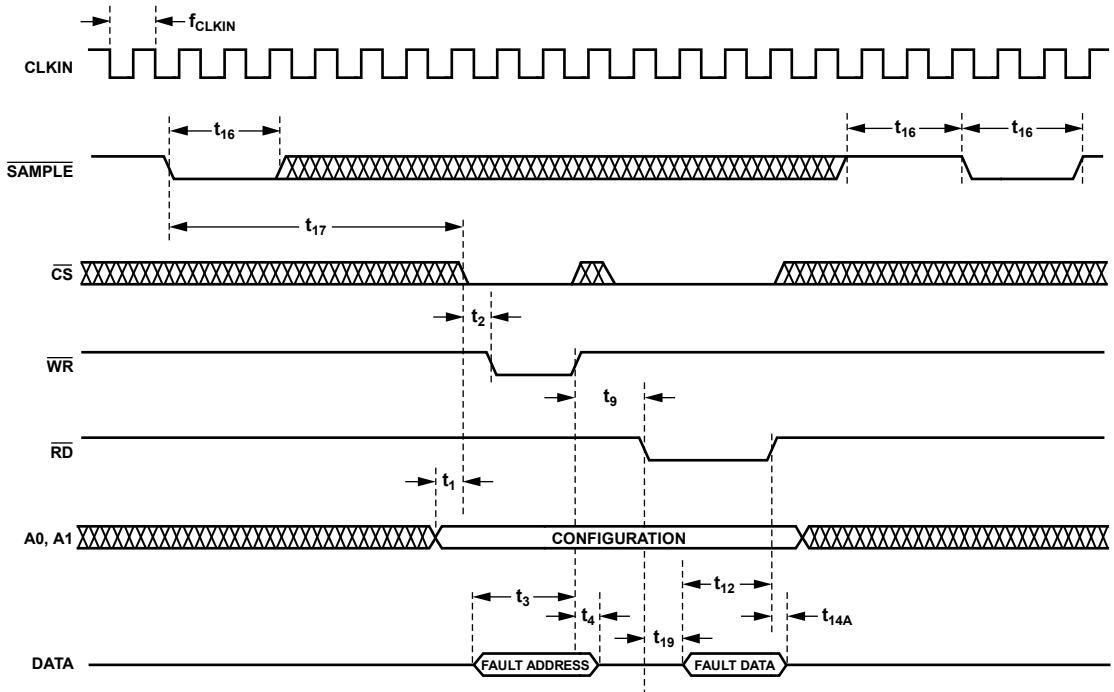 fCLKIN
CLKIN
t16
t16
t16
SAMPLE
t17
CS
t2
WR
t9
RD
t1
A0, A1
CONFIGURATION
t3
t12
t4
t14A
t19
DATA
FAULT ADDRESS
FAULT DATA